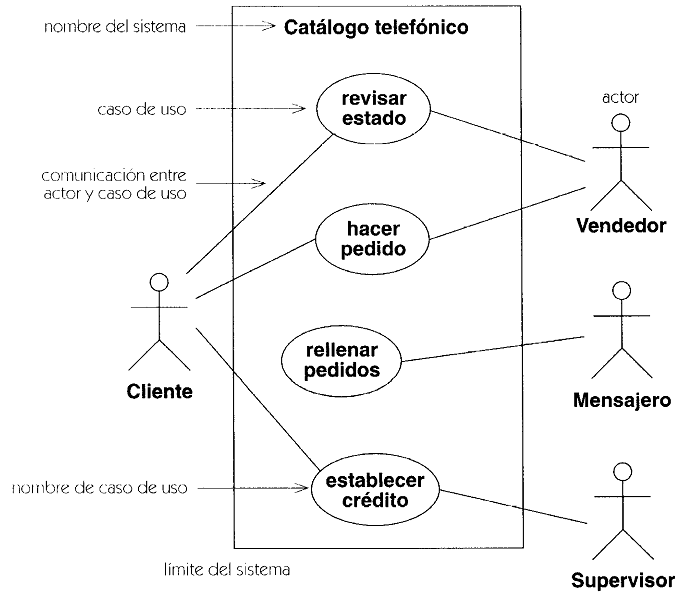 nombre del sistema
Catálogo telefónico
caso de uso
revisar
estado
actor
comunicación entre
actor y caso de uso
hacer
pedido
Vendedor
rellenar
pedidos
Cliente
Mensajero
nombre de caso de uso
establecer
crédito
límite del sistema
Supervisor